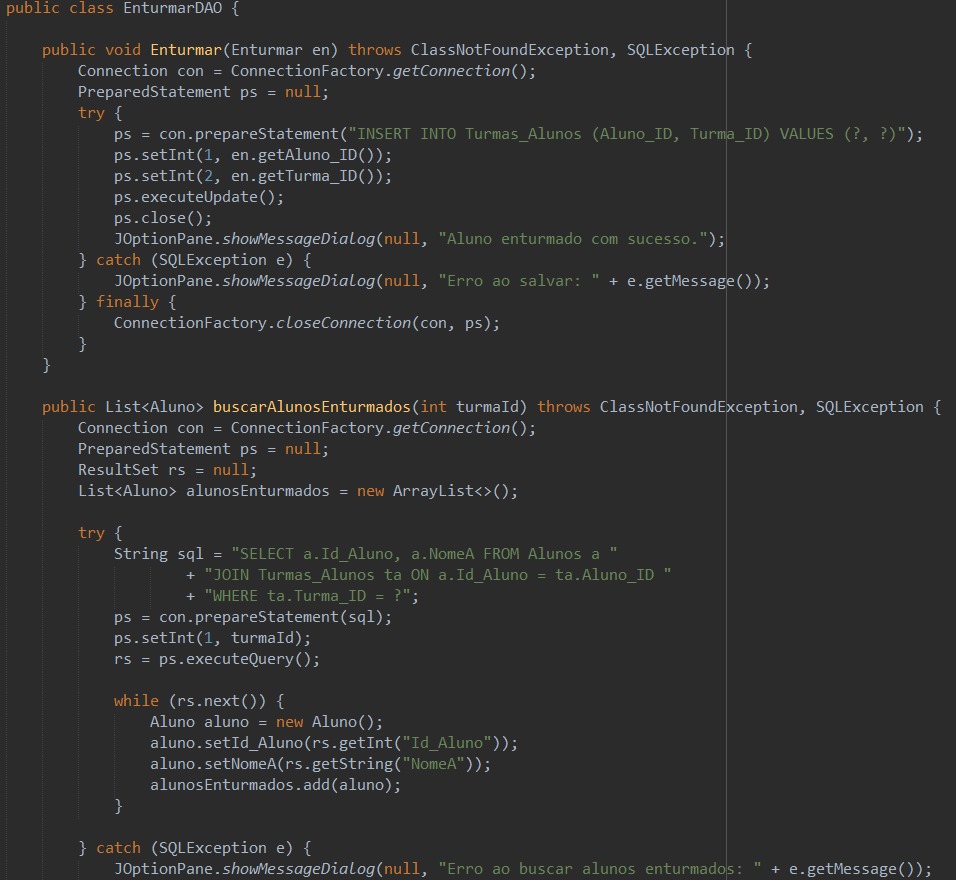 public class EnturmarDAO {
public void Enturmar(Enturmar en) throws ClassNotFoundException, SQLException {
Connection con = ConnectionFactory.getConnection();
PreparedStatement ps = null;
try {
ps = con.prepareStatement("INSERT INTO Turmas_Alunos (Aluno_ID, Turma_ID) VALUES (?, ?)");
ps.setInt(1, en.getAluno_ID());
ps.setInt(2, en.getTurma_ID());
ps.executeUpdate();
ps.close();
JOptionPane.showMessageDialog(null, "Aluno enturmado com sucesso.");
} catch (SQLException e) {
JOptionPane.showMessageDialog(null, "Erro ao salvar: " + e.getMessage());
} finally {
ConnectionFactory.closeConnection(con, ps);
}
}
public List<Aluno> buscarAlunosEnturmados(int turmaId) throws ClassNotFoundException, SQLException {
Connection con = ConnectionFactory.getConnection();
PreparedStatement ps = null;
ResultSet rs = null;
List<Aluno> alunosEnturmados = new ArrayList<>();
try {
String sql = "SELECT a.Id_Aluno, a.NomeA FROM Alunos a "
+ "JOIN Turmas_Alunos ta ON a.Id_Aluno = ta.Aluno_ID "
+ "WHERE ta.Turma_ID = ?";
ps = con.prepareStatement(sql);
ps.setInt(1, turmaId);
rs = ps.executeQuery();
while (rs.next()) {
Aluno aluno = new Aluno();
aluno.setId_Aluno(rs.getInt("Id_Aluno"));
aluno.setNomeA(rs.getString("NomeA"));
alunosEnturmados.add(aluno);
}
} catch (SQLException e) {
JOptionPane.showMessageDialog(null, "Erro ao buscar alunos enturmados: " + e.getMessage());